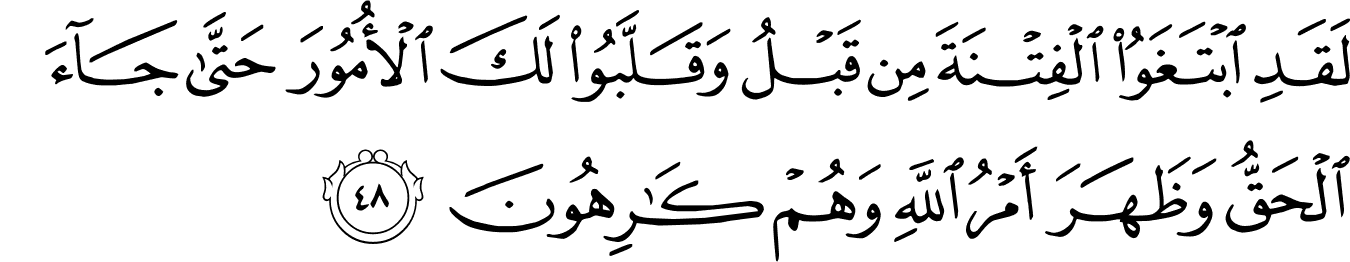 لَقَدِ ٱبۡتَغَوُاْ ٱلۡفِتۡنَةَ مِن قَبۡلُ وَقَلَّبُواْ لَكَ ٱلۡأُمُورَ حَتَّىٰ جَآءَ
ٱلۡحَقُّ وَظَهَرَ أَمۡرُ ٱللَّهِ وَهُمۡ كَٰرِهُونَ ٤٨